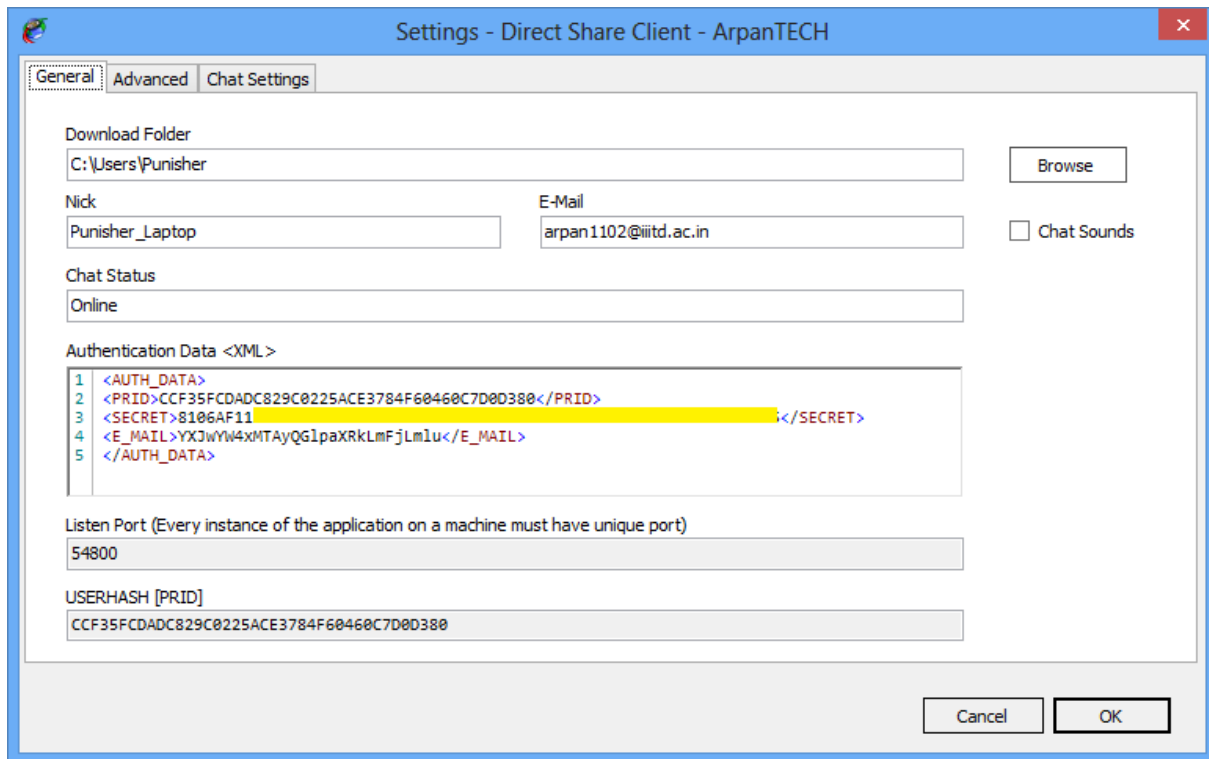 Settings - Direct Share Client - ArpanTECH
General Advanced Chat Settings
Download Folder
C:\Users\Punisher
Browse
Nick E-Mail
Punisher_Laptop arpan1102@iiitd.ac.in Chat Sounds
Chat Status
Online
Authentication Data <XML>
1 <AUTH_DATA>
2 <PRID>CCF35FCDADC829C0225ACE3784F60460C7D0D380</PRID>
3 <SECRET>8106AF11 </SECRET>
4 <E_MAIL>YXJwYW4xMTAyQGlpaXRkLmFjLmlu</E_MAIL>
5 </AUTH_DATA>
Listen Port (Every instance of the application on a machine must have unique port)
54800
USERHASH [PRID]
CCF35FCDADC829C0225ACE3784F60460C7D0D380
Cancel OK